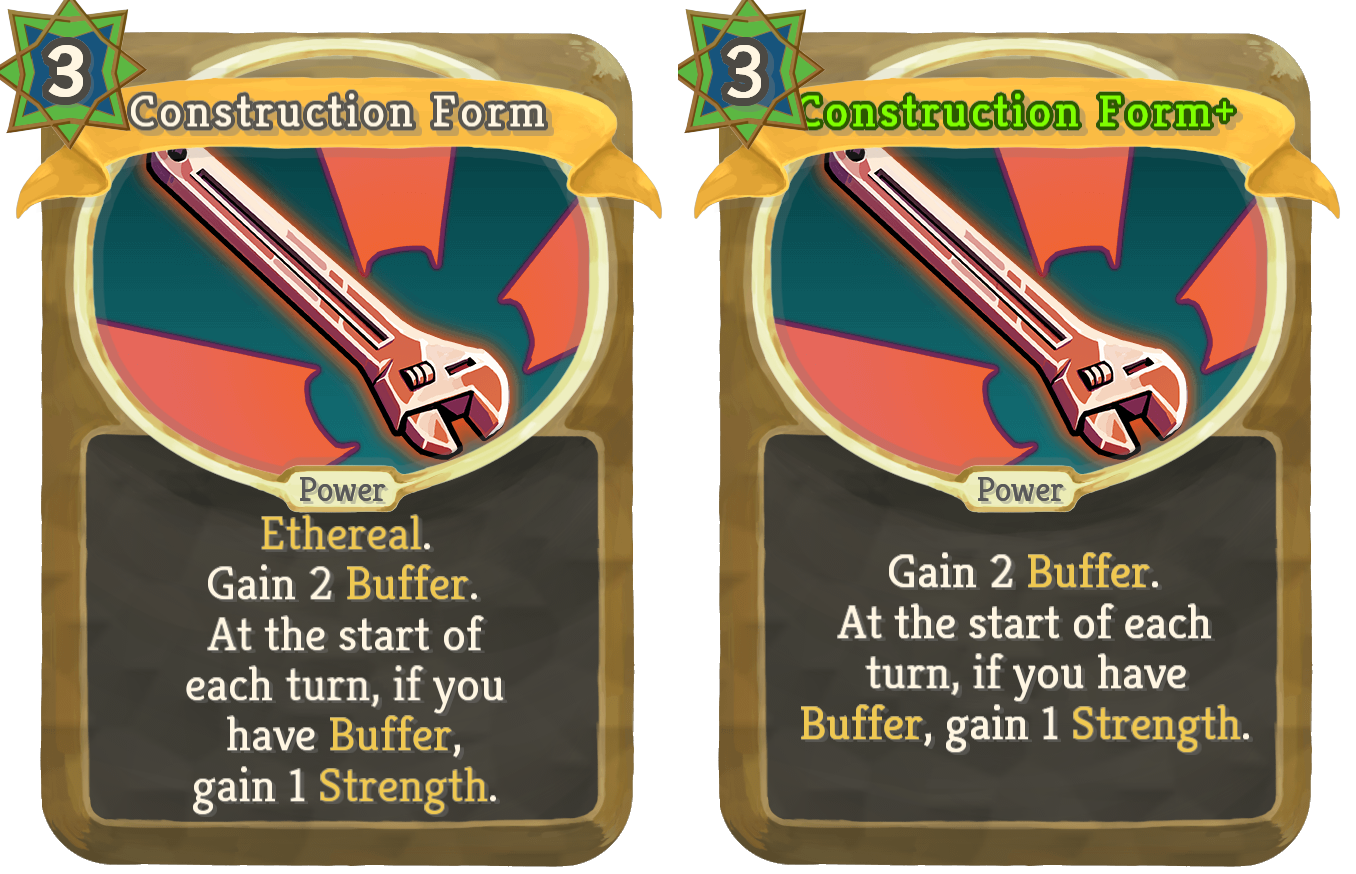 3
Construction Form
Power
Ethereal.
Gain 2 Buffer.
At the start of
each turn, if you
have Buffer,
gain 1 Strength.
3
Construction Form+
Power
Gain 2 Buffer.
At the start of each
turn, if you have
Buffer, gain 1 Strength.